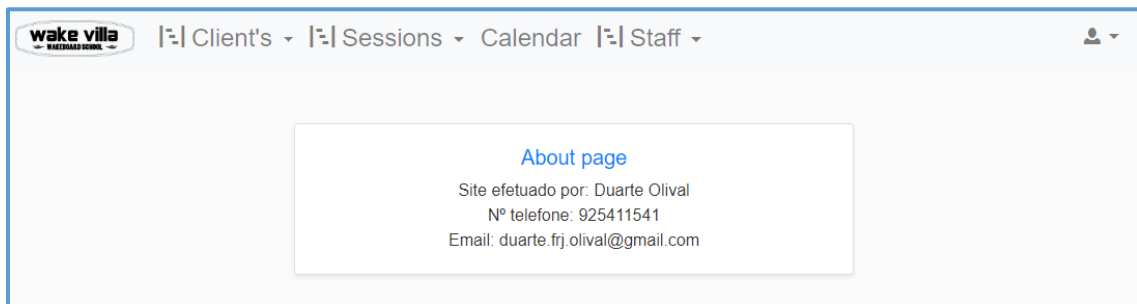 wake villa
WAKEBOARD SCHOOL
Client's Sessions Calendar Staff
About page
Site efetuado por: Duarte Olival
Nº telefone: 925411541
Email: duarte.frj.olival@gmail.com